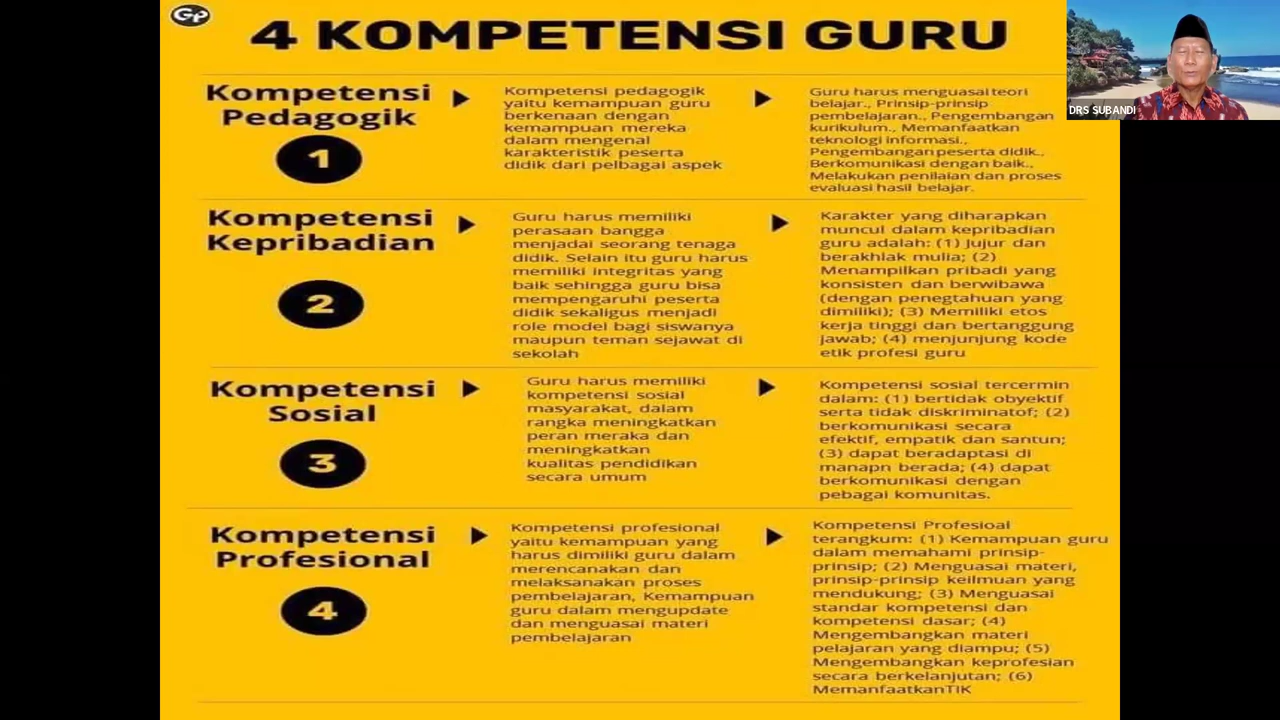 GP
4 KOMPETENSI GURU
DRS SUBANDI
Kompetensi
Pedagogik
1
Kompetensi pedagogik
yaitu kemampuan guru
berkenaan dengan
kemampuan mereka
dalam mengenal
karakteristik peserta
didik dari pelbagai aspek
Guru harus menguasai teori
belajar., Prinsip-prinsip
pembelajaran., Pengembangan
kurikulum., Memanfaatkan
teknologi informasi.,
Pengembangan peserta didik.,
Berkomunikasi dengan baik.,
Melakukan penilaian dan proses
evaluasi hasil belajar.
Kompetensi
Kepribadian
2
Guru harus memiliki
perasaan bangga
menjadai seorang tenaga
didik. Selain itu guru harus
memiliki integritas yang
baik sehingga guru bisa
mempengaruhi peserta
didik sekaligus menjadi
role model bagi siswanya
maupun teman sejawat di
sekolah
Karakter yang diharapkan
muncul dalam kepribadian
guru adalah: (1) Jujur dan
berakhlak mulia; (2)
Menampilkan pribadi yang
konsisten dan berwibawa
(dengan penegtahuan yang
dimiliki); (3) Memiliki etos
kerja tinggi dan bertanggung
jawab; (4) menjunjung kode
etik profesi guru
Kompetensi
Sosial
3
Guru harus memiliki
kompetensi sosial
masyarakat, dalam
rangka meningkatkan
peran meraka dan
meningkatkan
kualitas pendidikan
secara umum
Kompetensi sosial tercermin
dalam: (1) bertidak obyektif
serta tidak diskriminatof; (2)
berkomunikasi secara
efektif, empatik dan santun;
(3) dapat beradaptasi di
manapn berada; (4) dapat
berkomunikasi dengan
pebagai komunitas.
Kompetensi
Profesional
4
Kompetensi profesional
yaitu kemampuan yang
harus dimiliki guru dalam
merencanakan dan
melaksanakan proses
pembelajaran, Kemampuan
guru dalam mengupdate
dan menguasai materi
pembelajaran
Kompetensi Profesioal
terangkum: (1) Kemampuan guru
dalam memahami prinsip-
prinsip; (2) Menguasai materi,
prinsip-prinsip keilmuan yang
mendukung; (3) Menguasai
standar kompetensi dan
kompetensi dasar; (4)
Mengembangkan materi
pelajaran yang diampu; (5)
Mengembangkan keprofesian
secara berkelanjutan; (6)
MemanfaatkanTIK